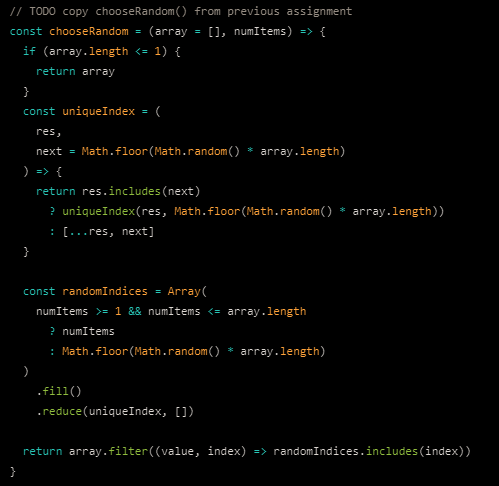 // TODO copy chooseRandom() from previous assignment
const chooseRandom = (array = [], numItems) => {
  if (array.length <= 1) {
    return array
  }
  const uniqueIndex = (
    res,
    next = Math.floor(Math.random() * array.length)
  ) => {
    return res.includes(next)
      ? uniqueIndex(res, Math.floor(Math.random() * array.length))
      : [...res, next]
  }

  const randomIndices = Array(
    numItems >= 1 && numItems <= array.length
      ? numItems
      : Math.floor(Math.random() * array.length)
  )
    .fill()
    .reduce(uniqueIndex, [])

  return array.filter((value, index) => randomIndices.includes(index))
}